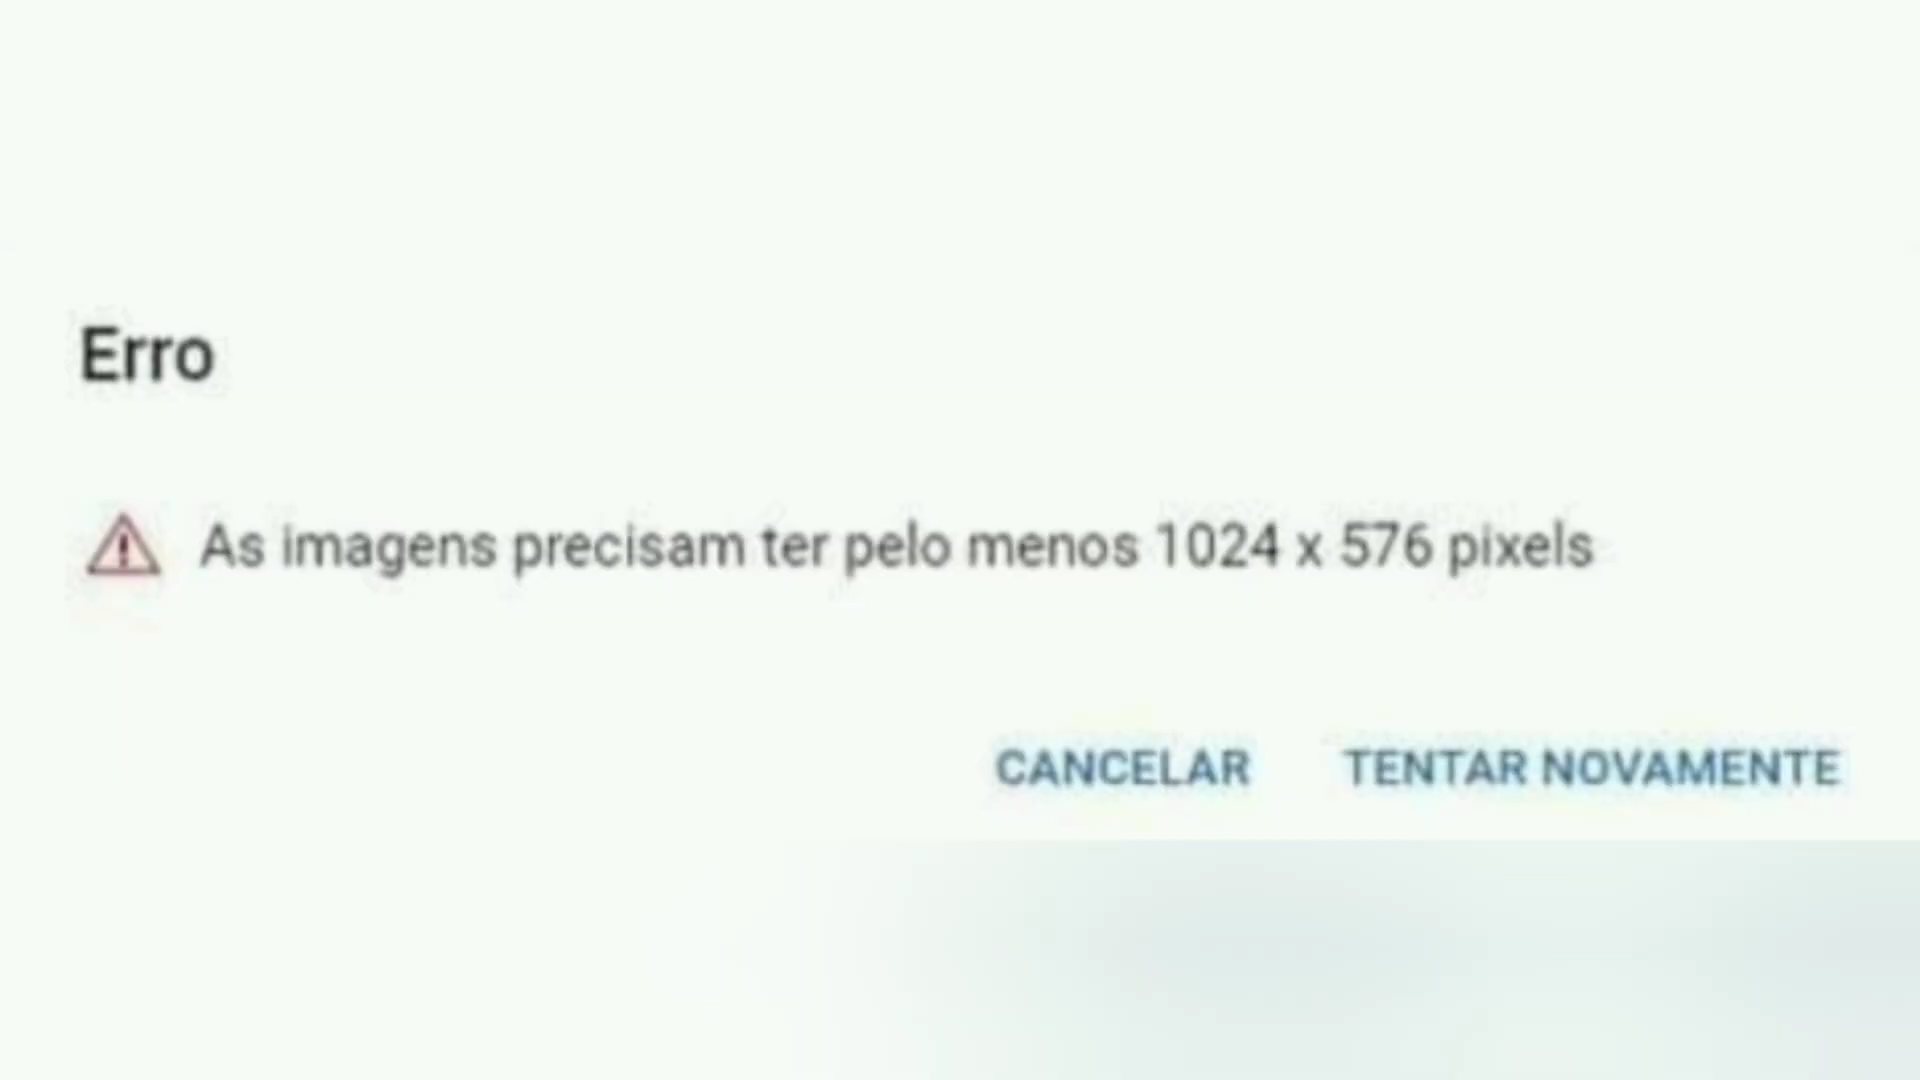 Erro
As imagens precisam ter pelo menos 1024 x 576 pixels
CANCELAR TENTAR NOVAMENTE